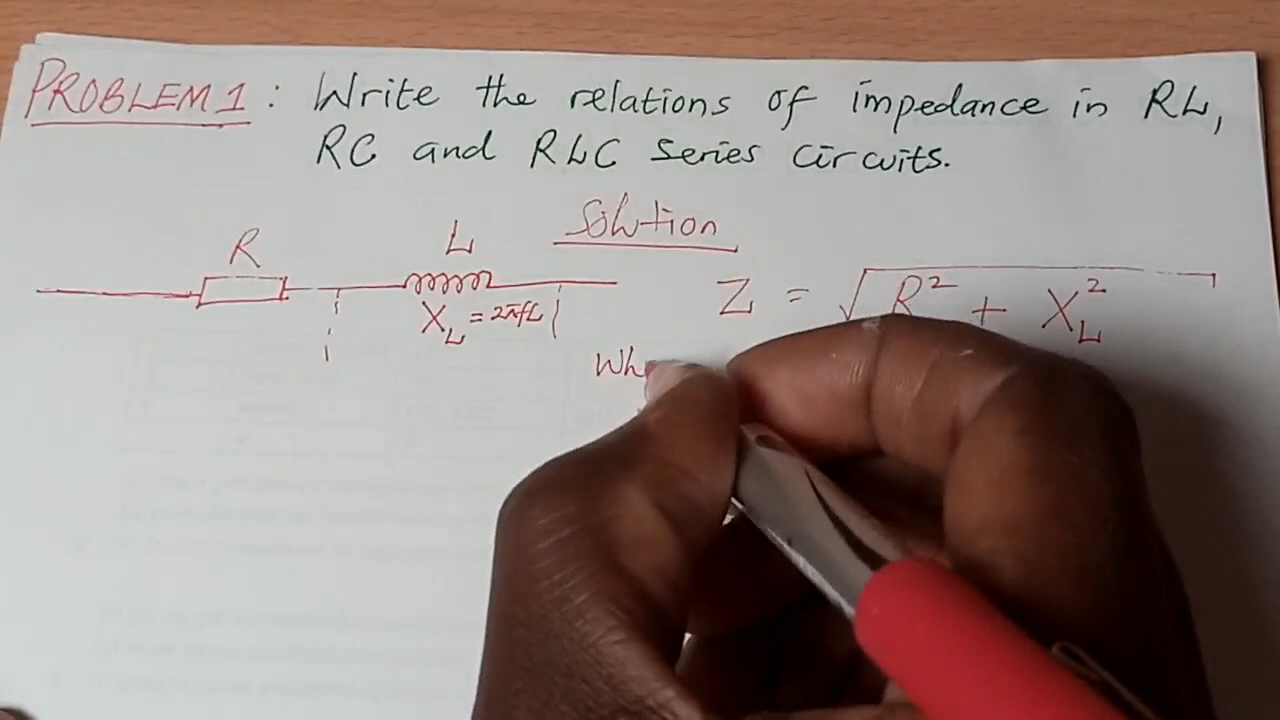 PROBLEM 1 : Write the relations of impedance in RL,
RC and RLC series circuits.
Solution
R
L
X_L = 2πfL
Z = √R² + X_L²